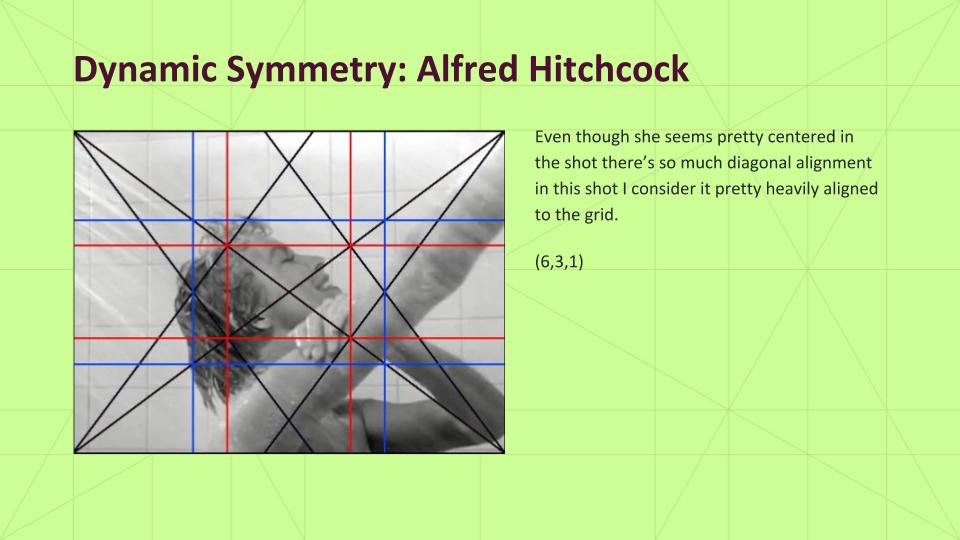 Dynamic Symmetry: Alfred Hitchcock
Even though she seems pretty centered in
the shot there’s so much diagonal alignment
in this shot I consider it pretty heavily aligned
to the grid.
(6,3,1)